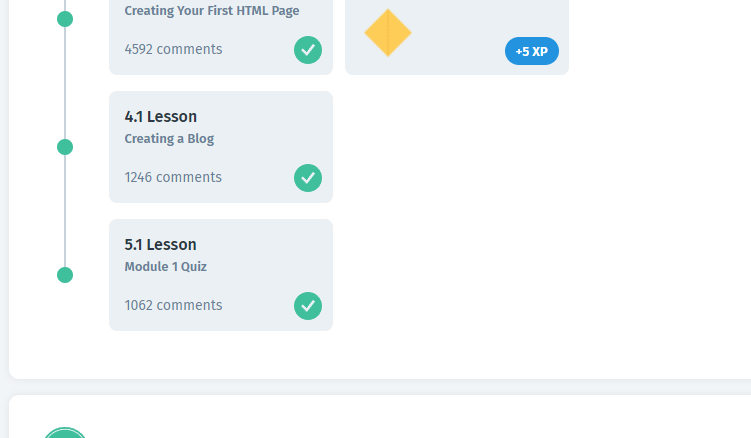 Creating Your First HTML Page
4592 comments
+5 XP
4.1 Lesson
Creating a Blog
1246 comments
5.1 Lesson
Module 1 Quiz
1062 comments